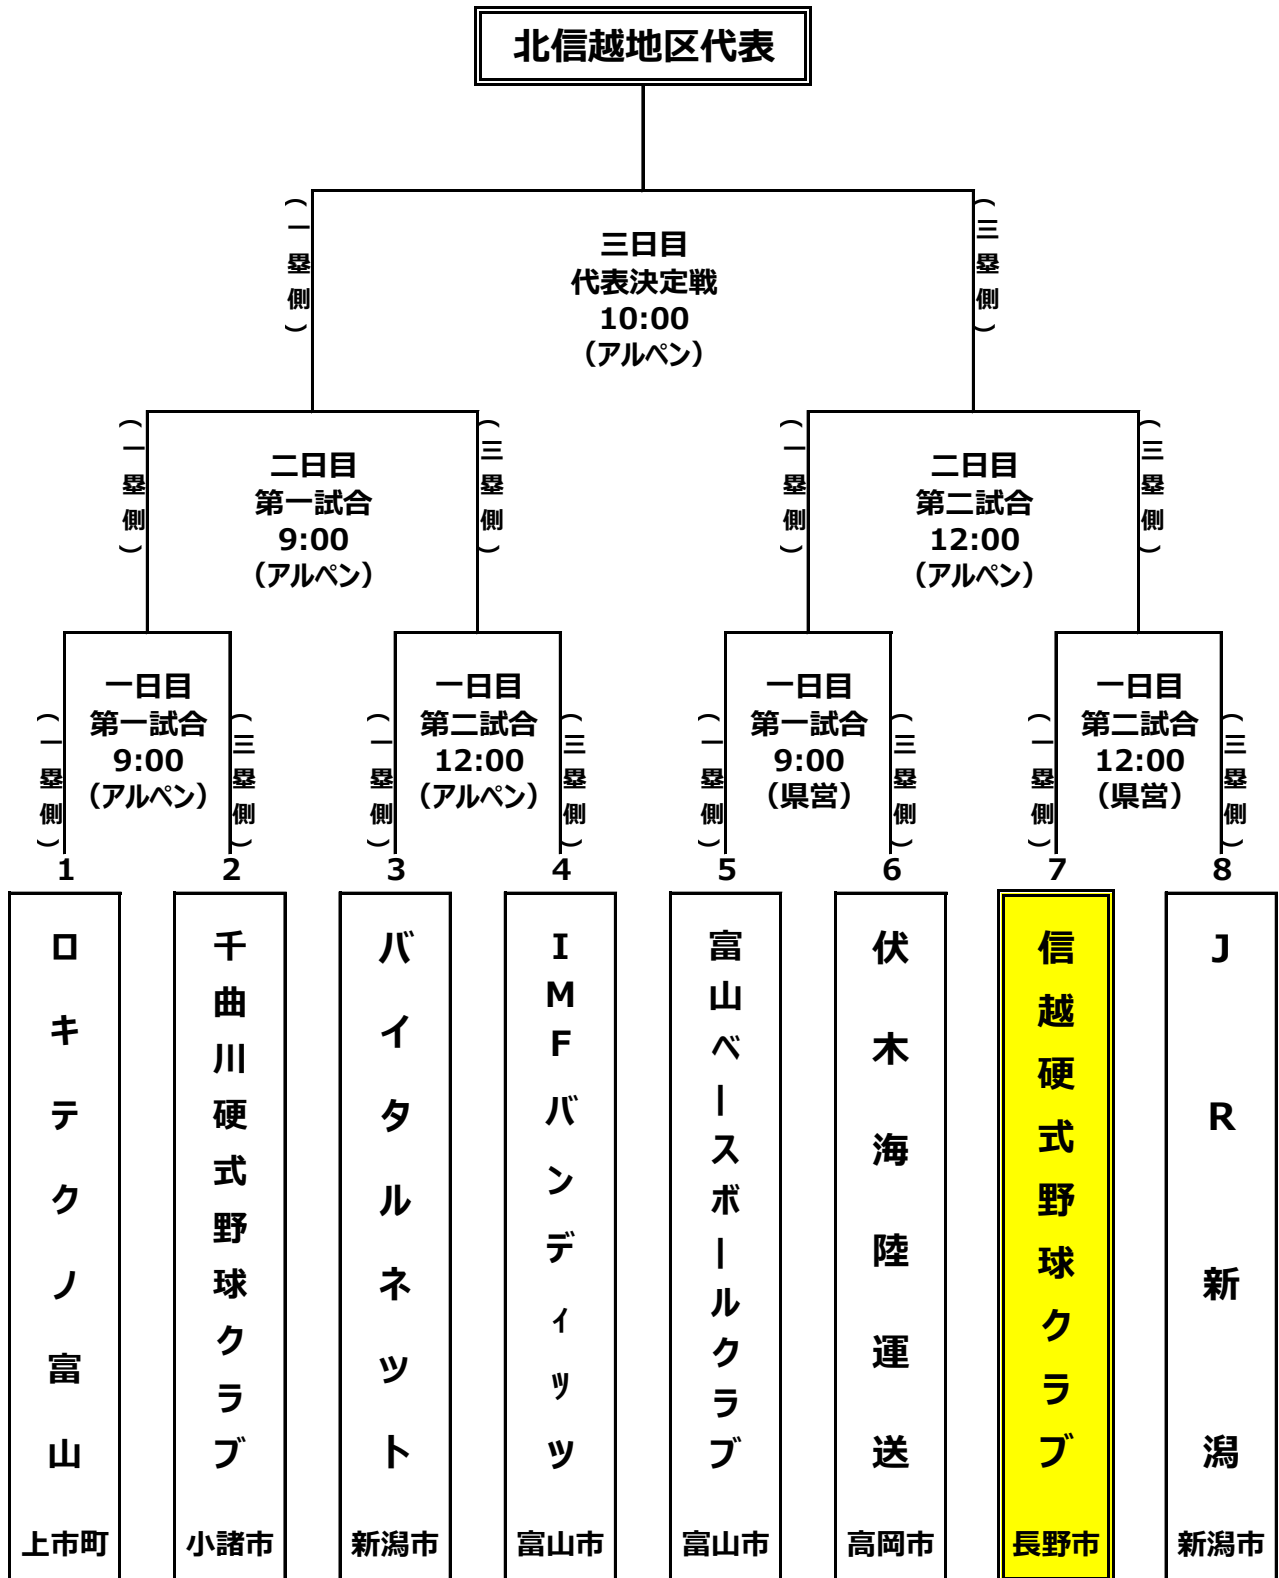 北信越地区代表
（一塁側）
三日目
代表決定戦
10:00
（アルペン）
（三塁側）
（一塁側）
二日目
第一試合
9:00
（アルペン）
（三塁側）
（一塁側）
二日目
第二試合
12:00
（アルペン）
（三塁側）
（一塁側）
一日目
第一試合
9:00
（アルペン）
（三塁側）
（一塁側）
一日目
第二試合
12:00
（アルペン）
（三塁側）
（一塁側）
一日目
第一試合
9:00
（県営）
（三塁側）
（一塁側）
一日目
第二試合
12:00
（県営）
（三塁側）
1
ロキテクノ富山
上市町
2
千曲川硬式野球クラブ
小諸市
3
バイタルネット
新潟市
4
IMFバンディッツ
富山市
5
富山ベースボールクラブ
富山市
6
伏木海陸運送
高岡市
7
信越硬式野球クラブ
長野市
8
JR新潟
新潟市